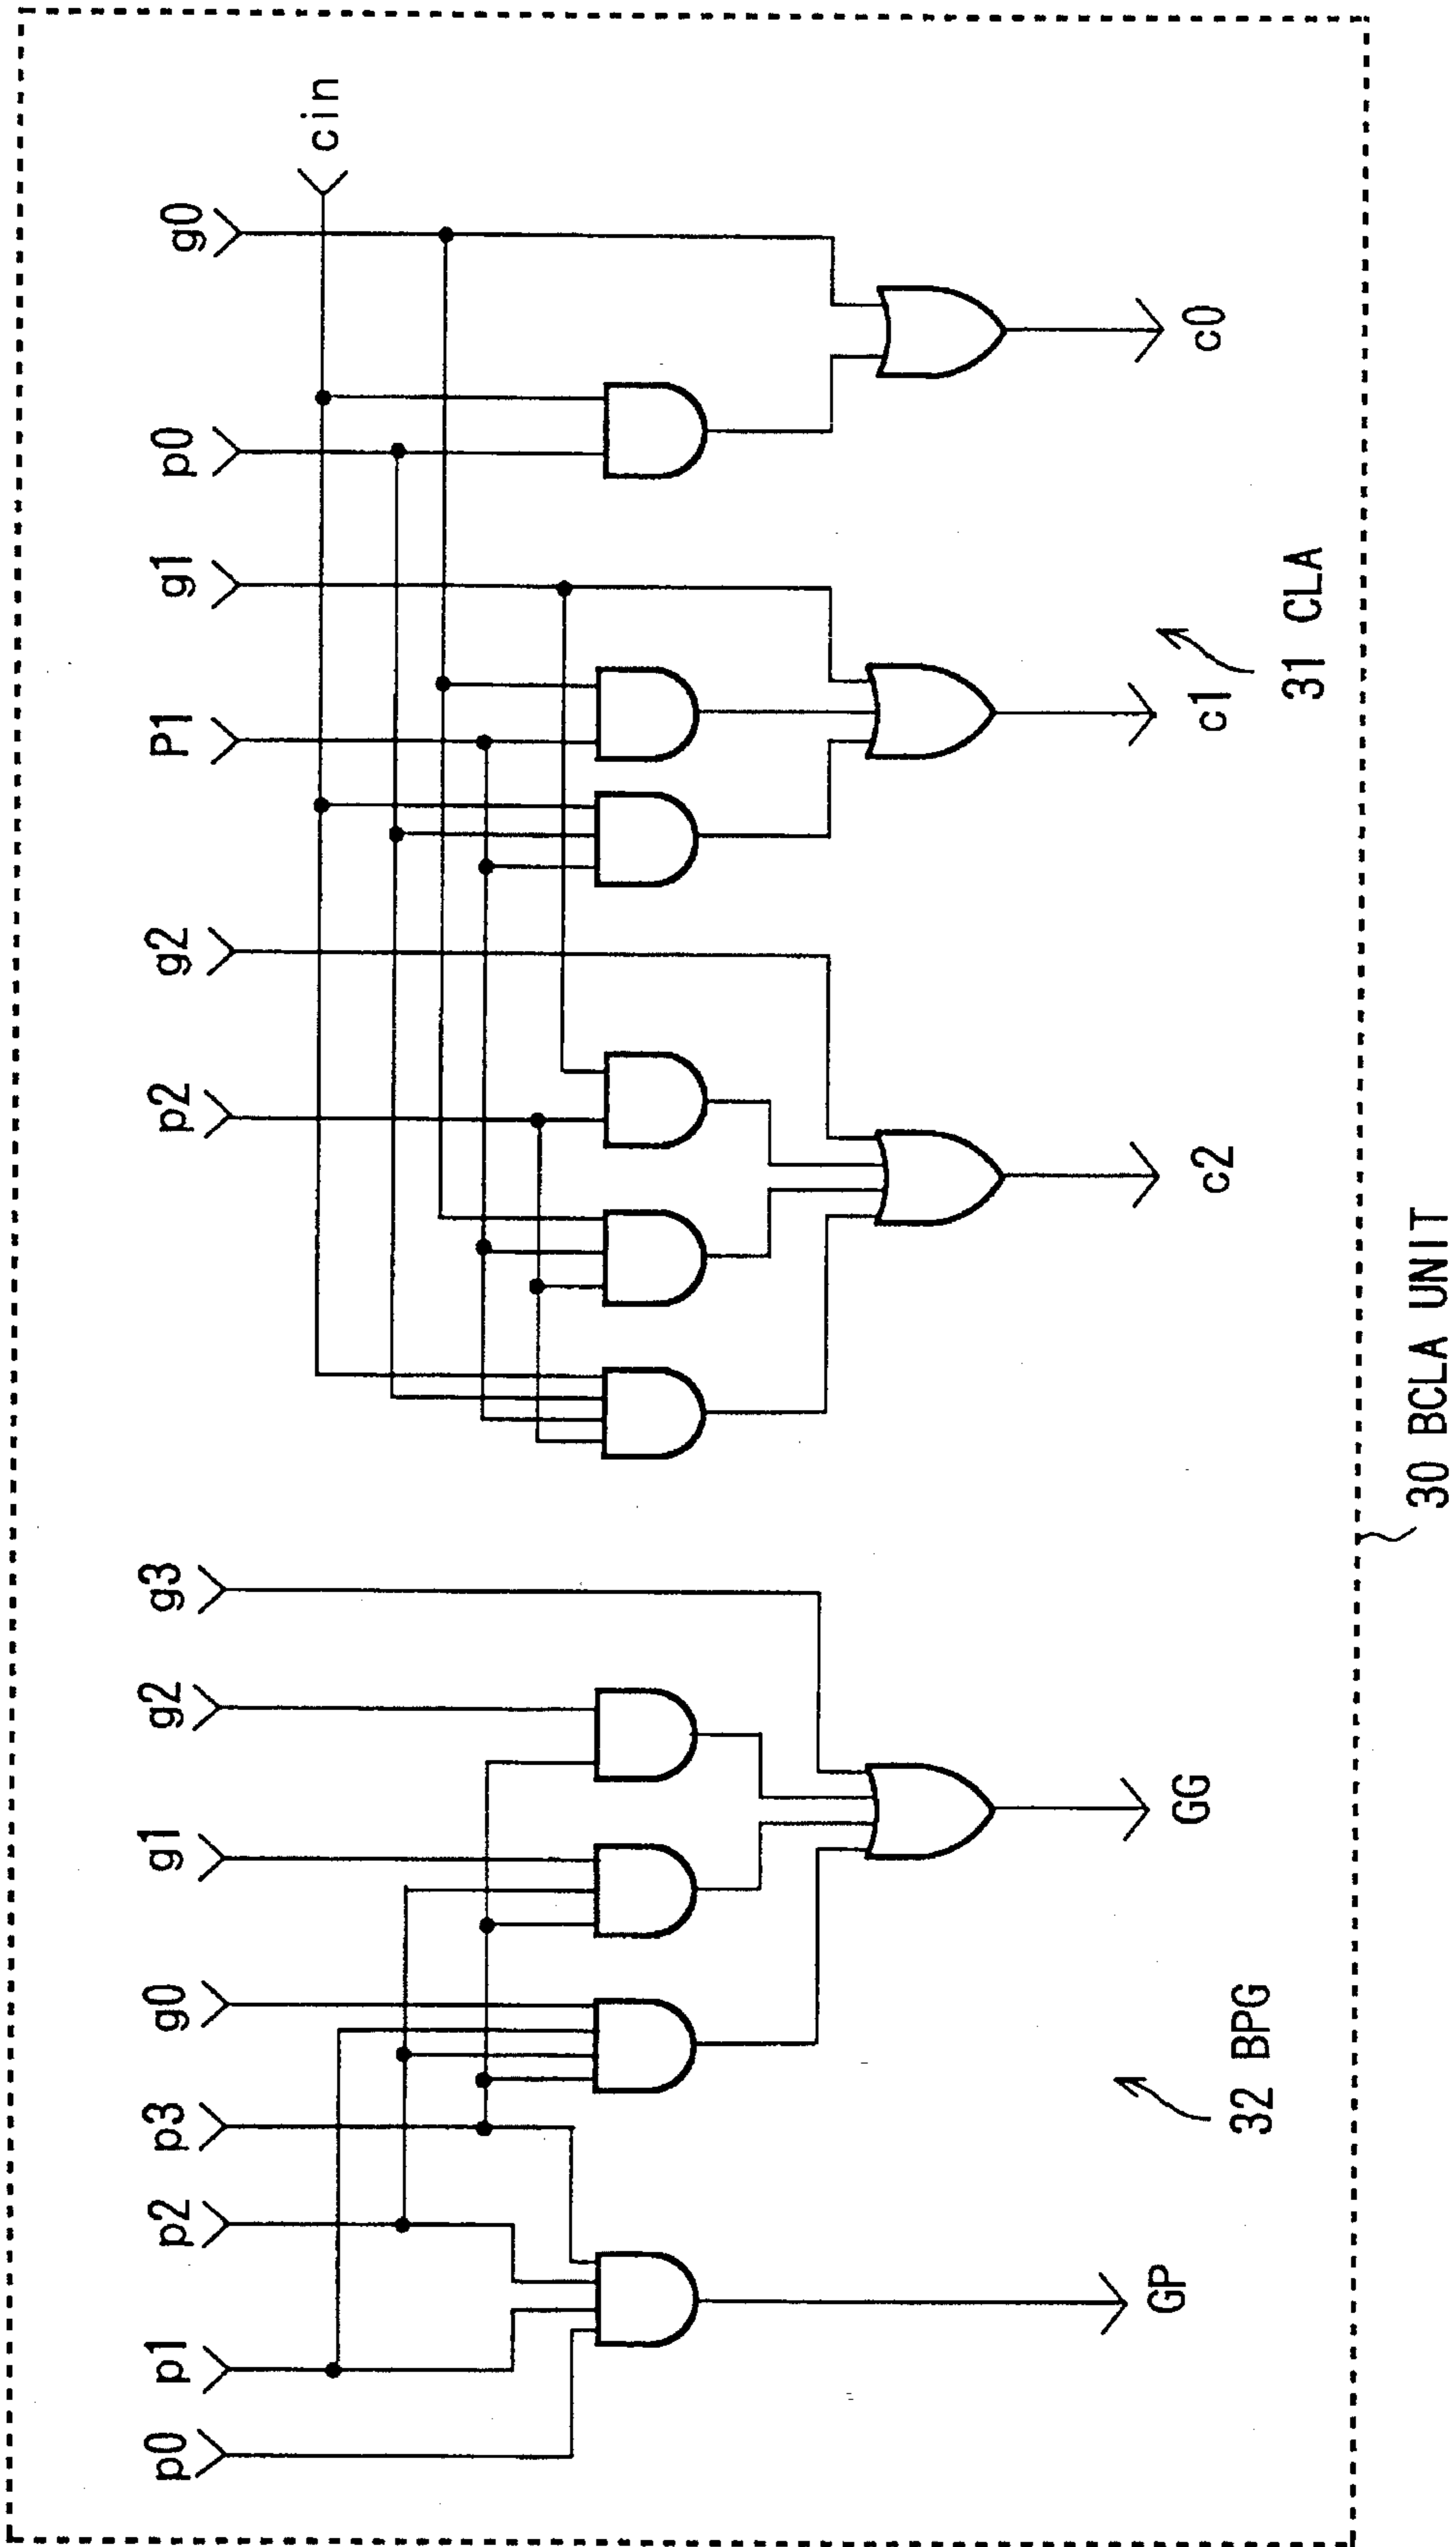 p0
p1
p2
p3
g0
g1
g2
g3
p2
g2
P1
g1
p0
g0
cin
GP
GG
c2
c1
c0
32 BPG
31 CLA
30 BCLA UNIT